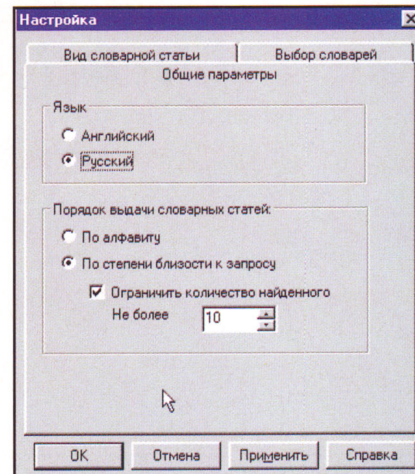 Настройка
Вид словарной статьи Выбор словарей
Общие параметры
Язык
Английский
Русский
Порядок выдачи словарных статей:
По алфавиту
По степени близости к запросу
Ограничить количество найденного
Не более 10
OK Отмена Применить Справка